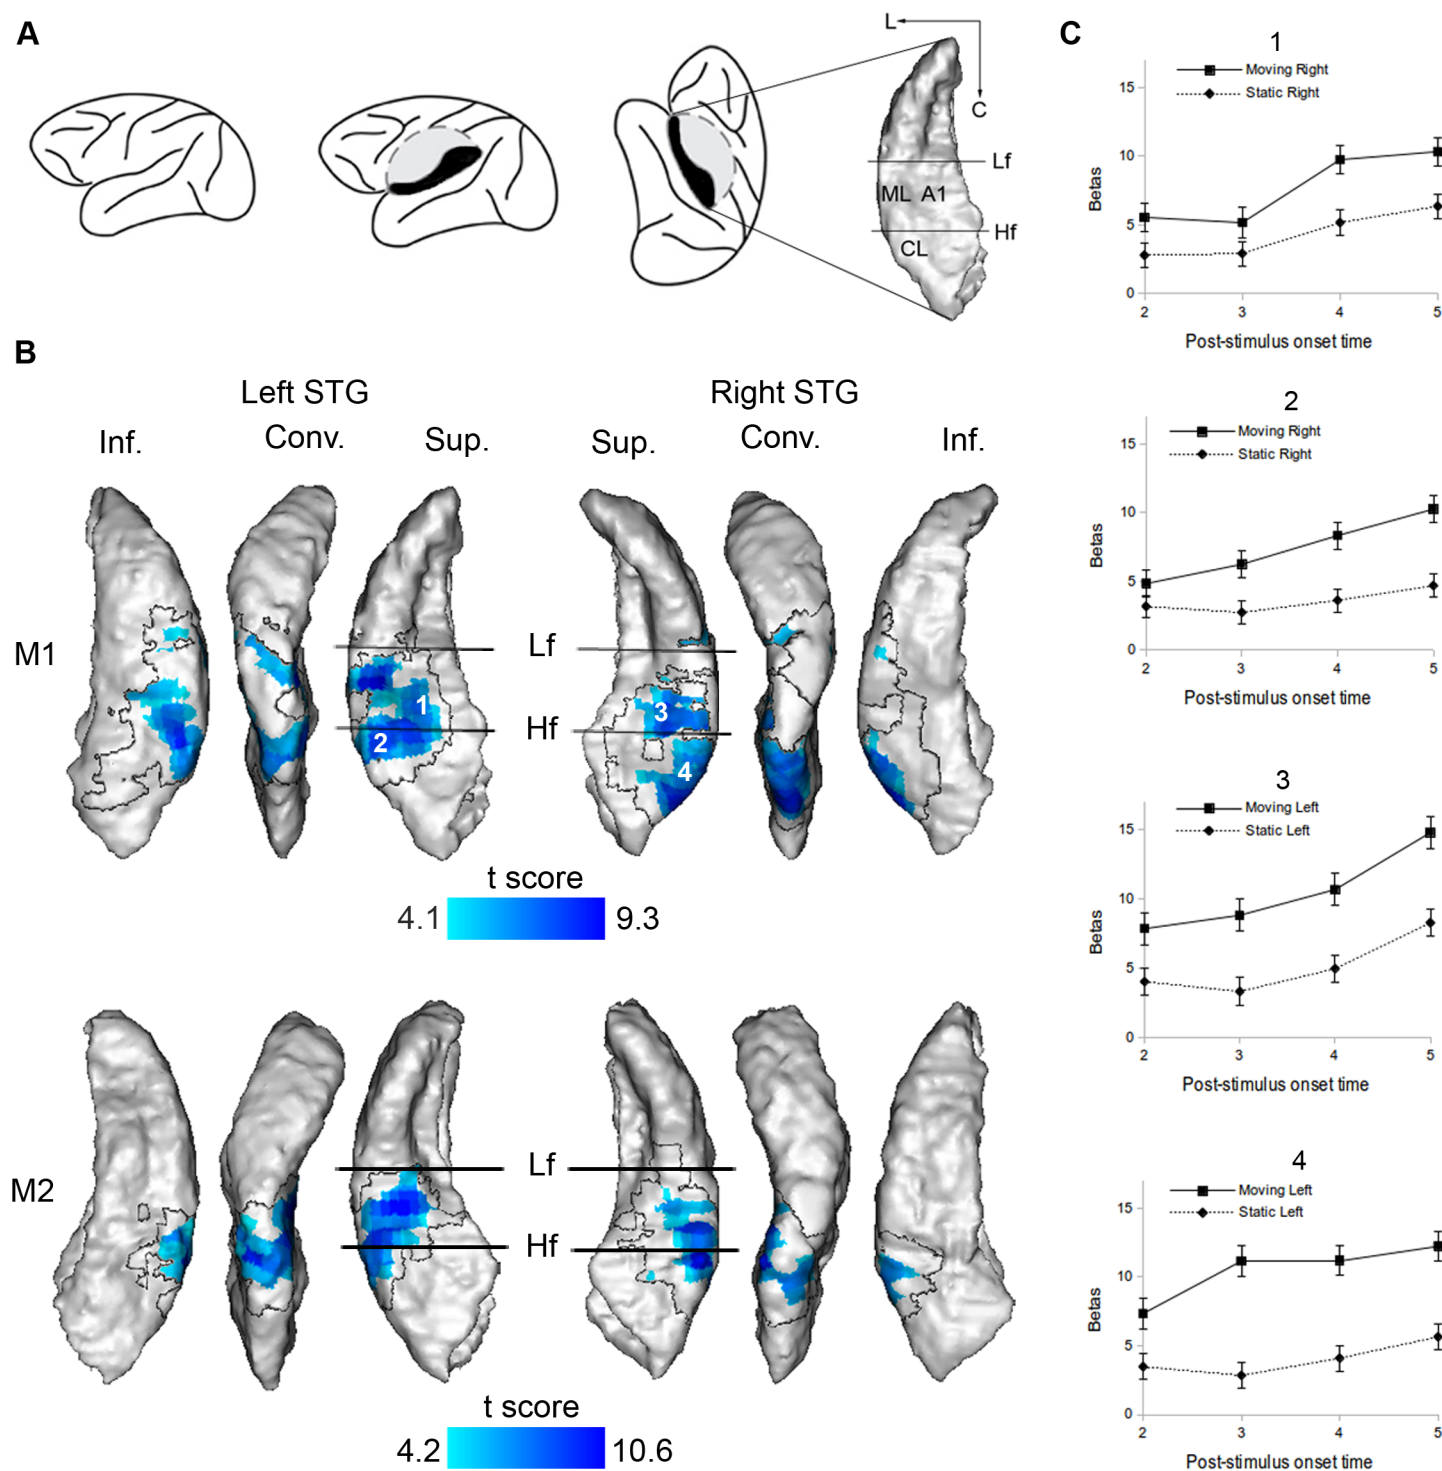 A
L
C
Lf
ML A1
Hf
CL
B
Left STG
Right STG
Inf.
Conv.
Sup.
Sup.
Conv.
Inf.
M1
Lf
Hf
1
2
3
4
t score
4.1
9.3
M2
Lf
Hf
t score
4.2
10.6
C
1
Moving Right
Static Right
15
10
5
0
Betas
2 3 4 5
Post-stimulus onset time
2
Moving Right
Static Right
15
10
5
0
Betas
2 3 4 5
Post-stimulus onset time
3
Moving Left
Static Left
15
10
5
0
Betas
2 3 4 5
Post-stimulus onset time
4
Moving Left
Static Left
15
10
5
0
Betas
2 3 4 5
Post-stimulus onset time